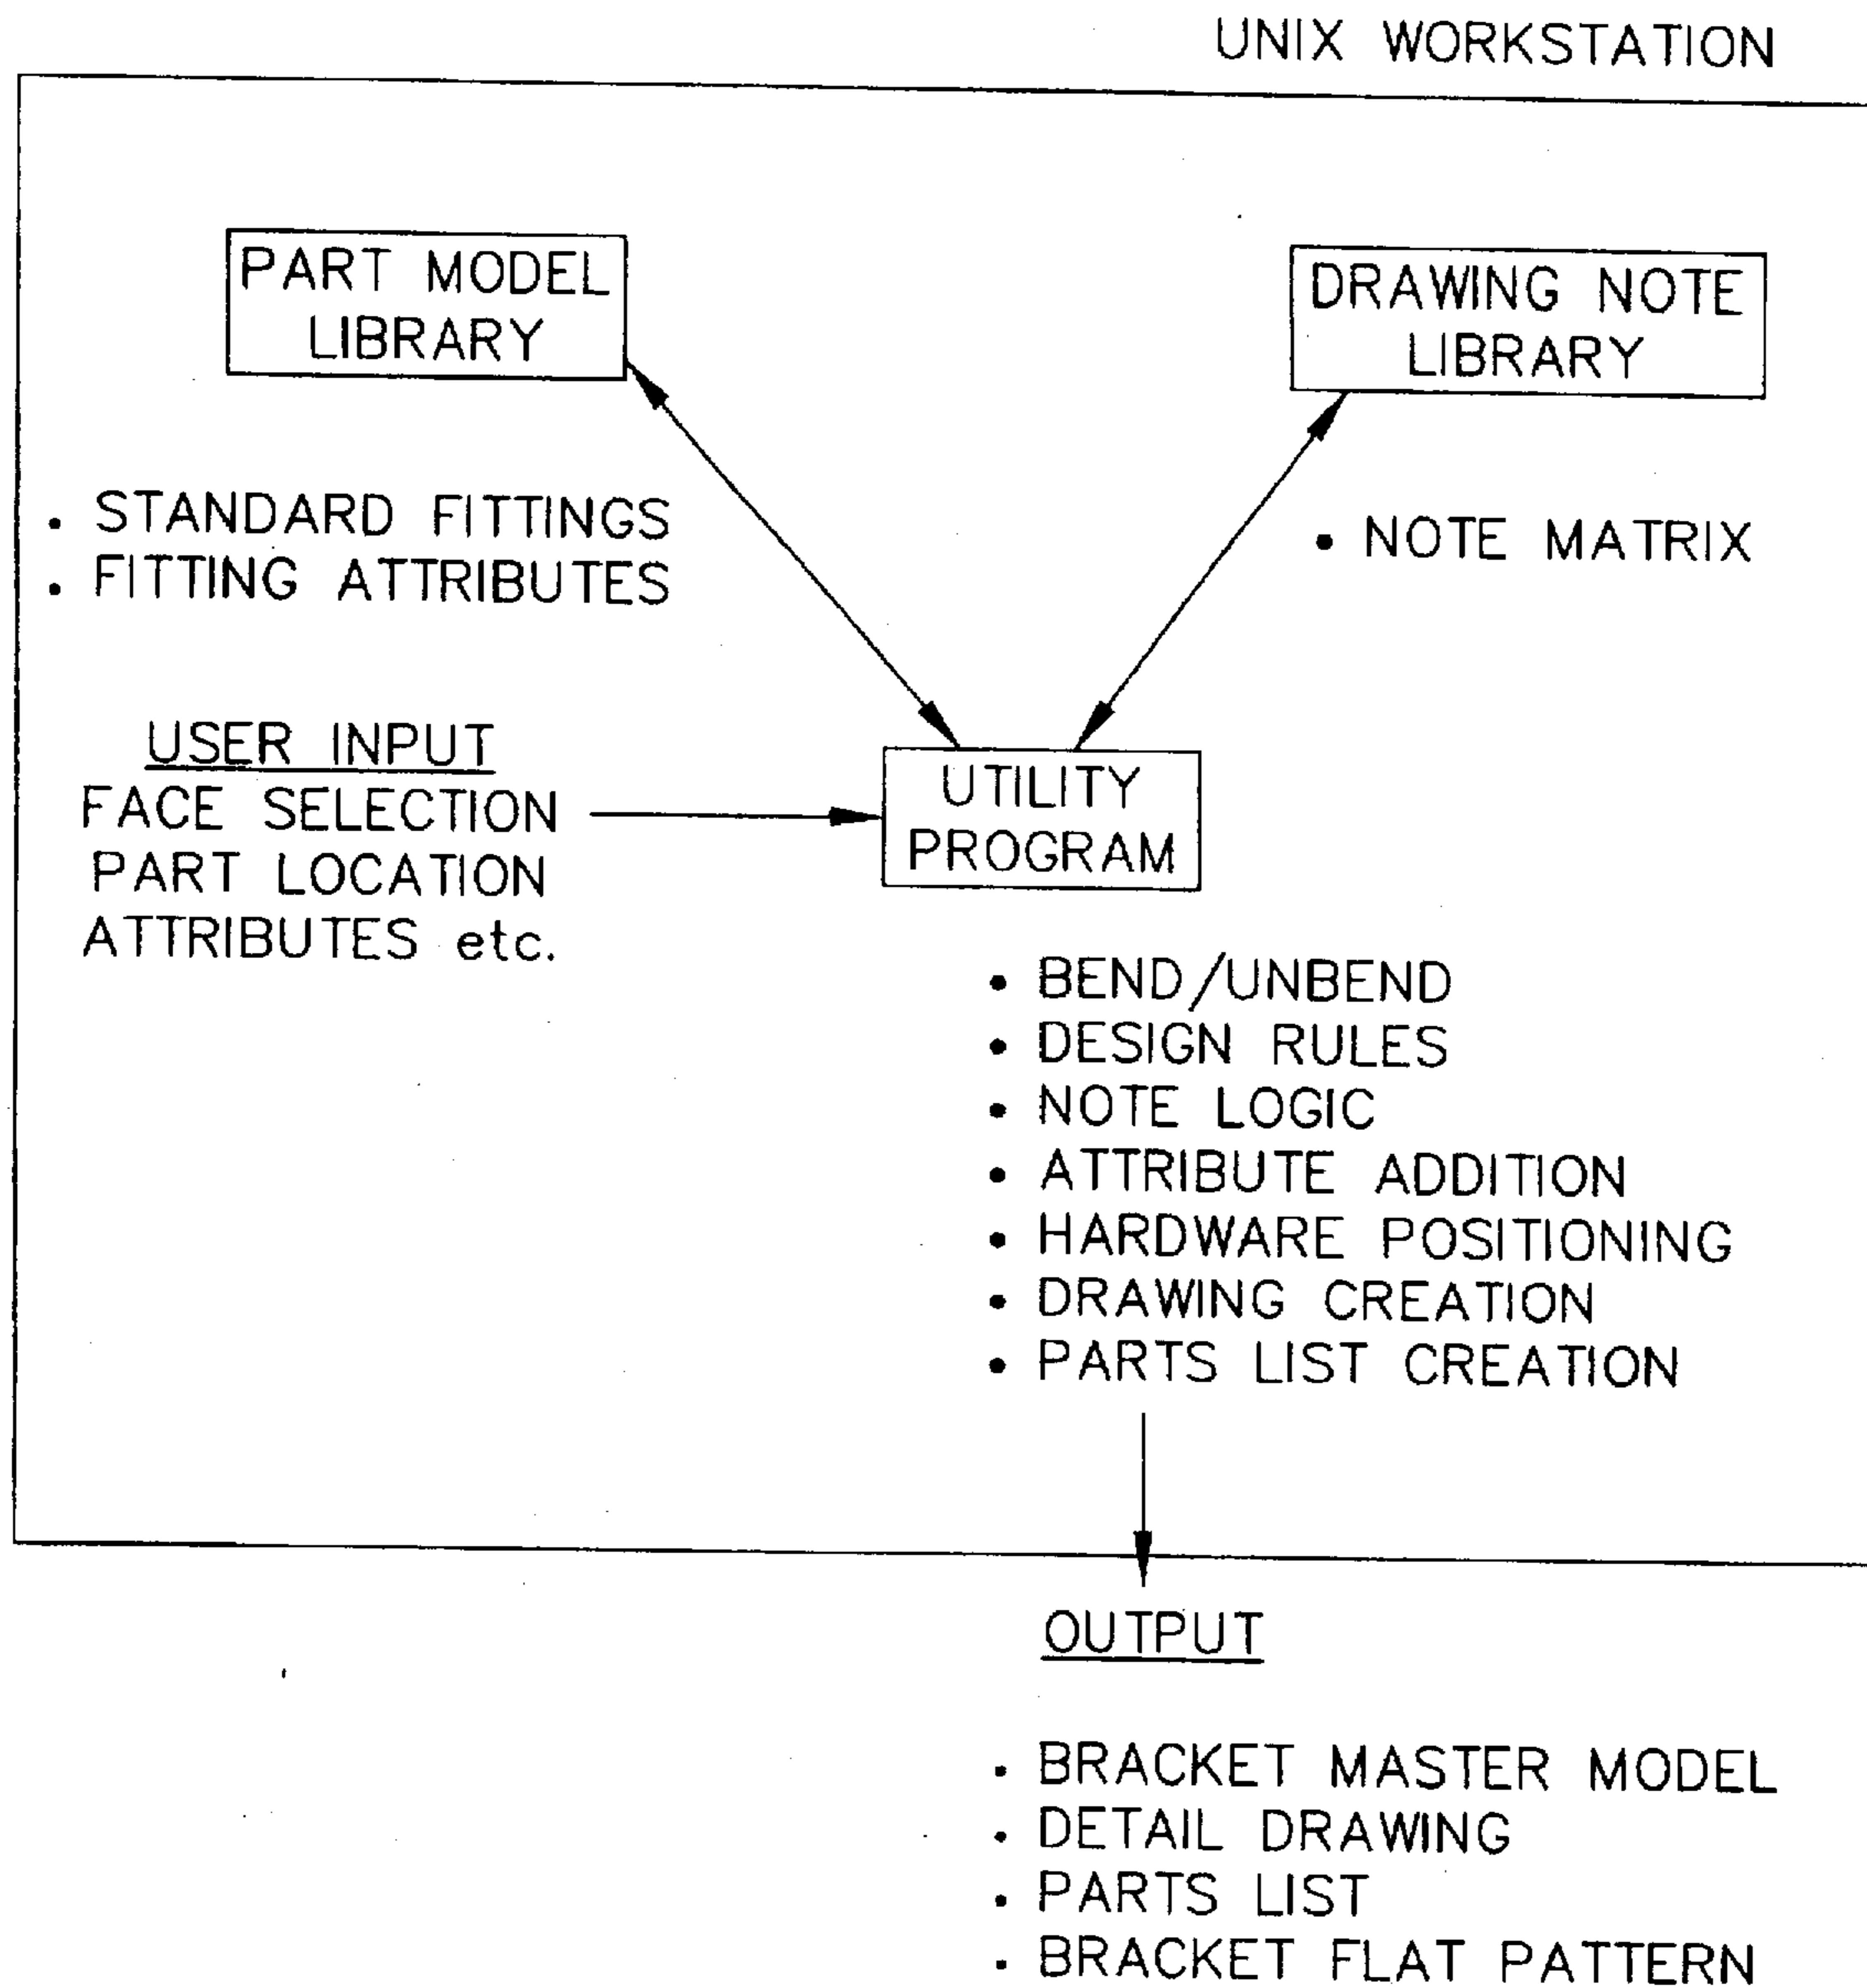 UNIX WORKSTATION
PART MODEL
LIBRARY
DRAWING NOTE
LIBRARY
• STANDARD FITTINGS
• FITTING ATTRIBUTES
• NOTE MATRIX
USER INPUT
FACE SELECTION
PART LOCATION
ATTRIBUTES etc.
UTILITY
PROGRAM
• BEND/UNBEND
• DESIGN RULES
• NOTE LOGIC
• ATTRIBUTE ADDITION
• HARDWARE POSITIONING
• DRAWING CREATION
• PARTS LIST CREATION
OUTPUT
• BRACKET MASTER MODEL
• DETAIL DRAWING
• PARTS LIST
• BRACKET FLAT PATTERN